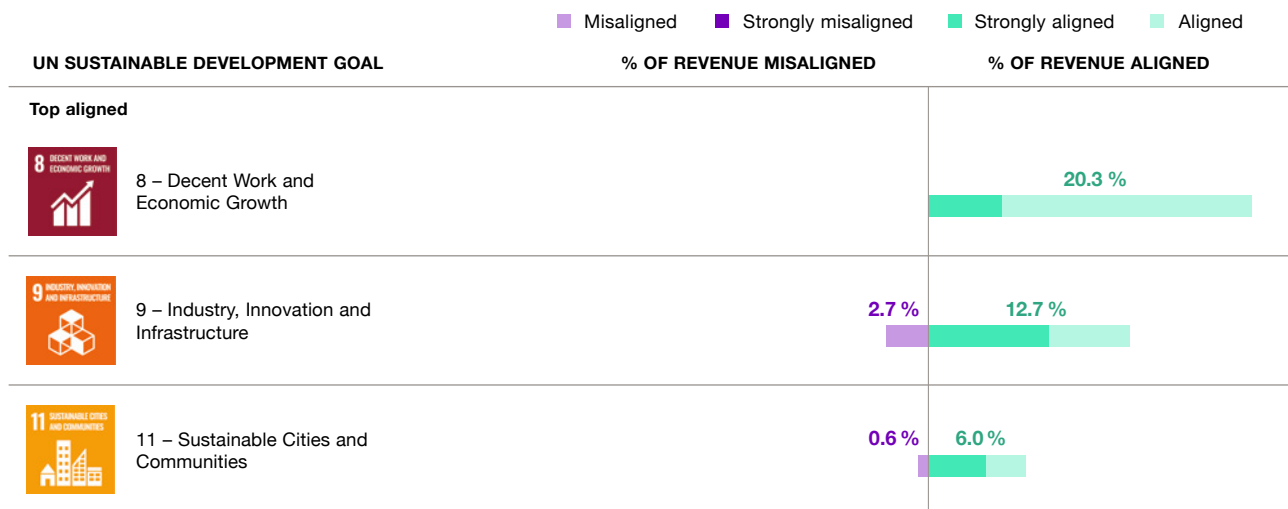 Misaligned Strongly misaligned Strongly aligned Aligned
UN SUSTAINABLE DEVELOPMENT GOAL % OF REVENUE MISALIGNED % OF REVENUE ALIGNED
Top aligned
8 DECENT WORK AND
ECONOMIC GROWTH
8 – Decent Work and
Economic Growth
20.3 %
9 INDUSTRY, INNOVATION
AND INFRASTRUCTURE
9 – Industry, Innovation and
Infrastructure
2.7 % 12.7 %
11 SUSTAINABLE CITIES
AND COMMUNITIES
11 – Sustainable Cities and
Communities
0.6 % 6.0 %